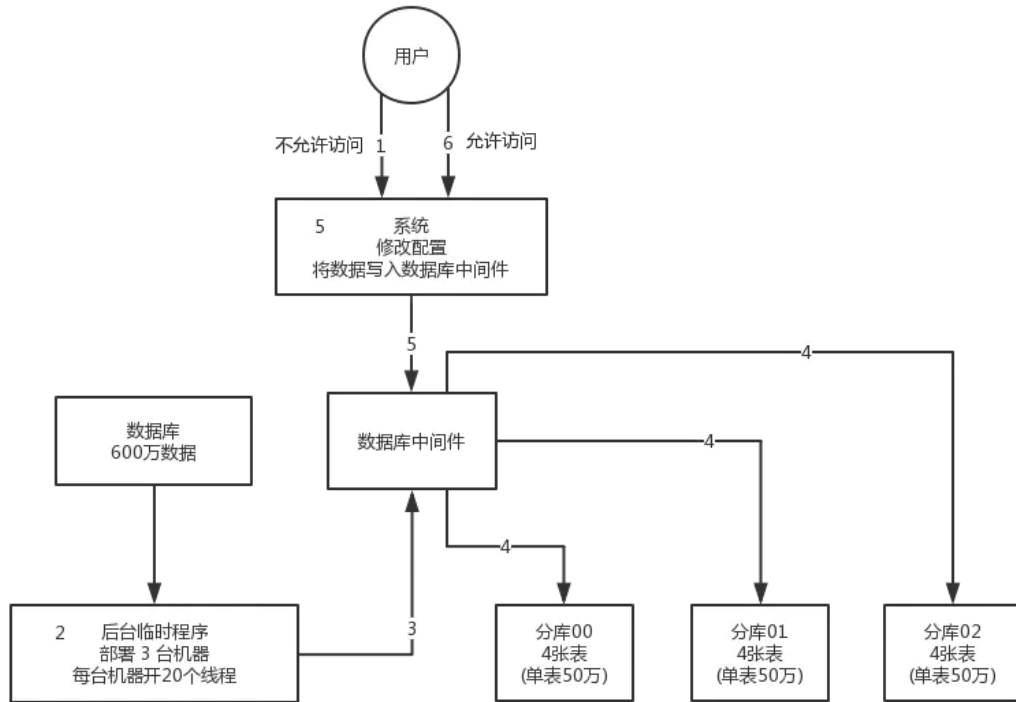 用户
不允许访问
1
6
允许访问
5
系统
修改配置
将数据写入数据库中间件
5
4
数据库
600万数据
数据库中间件
4
4
2
后台临时程序
部署 3 台机器
每台机器开20个线程
3
分库00
4张表
(单表50万)
分库01
4张表
(单表50万)
分库02
4张表
(单表50万)